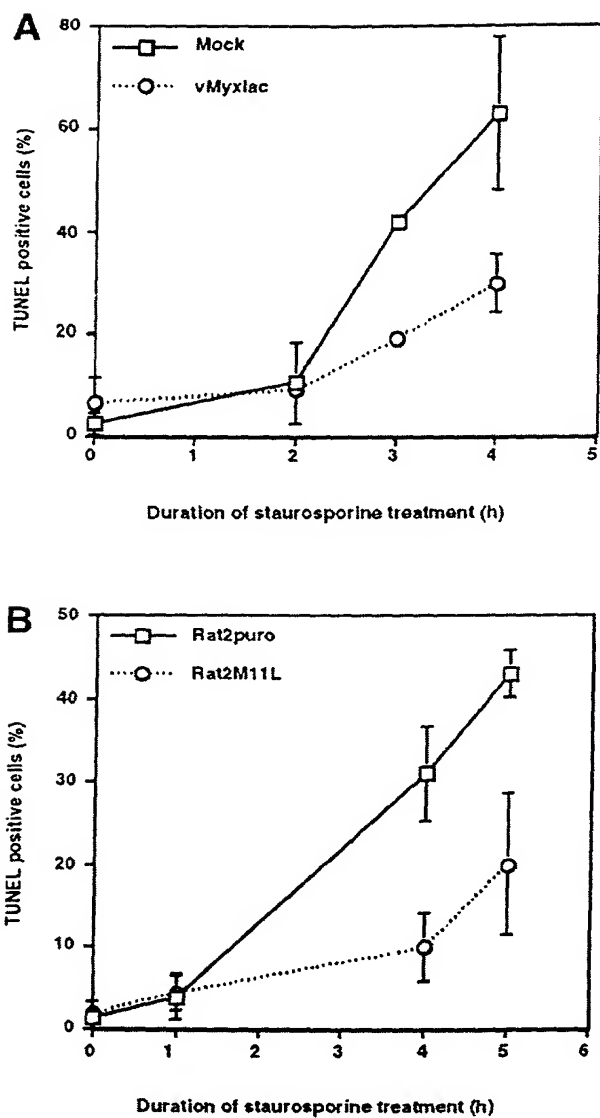 A
80
Mock
vMyxlac
60
40
20
0
TUNEL positive cells (%)
0 1 2 3 4 5
Duration of staurosporine treatment (h)
B
50
Rat2puro
Rat2M11L
40
30
20
10
0
TUNEL positive cells (%)
0 1 2 3 4 5 6
Duration of staurosporine treatment (h)